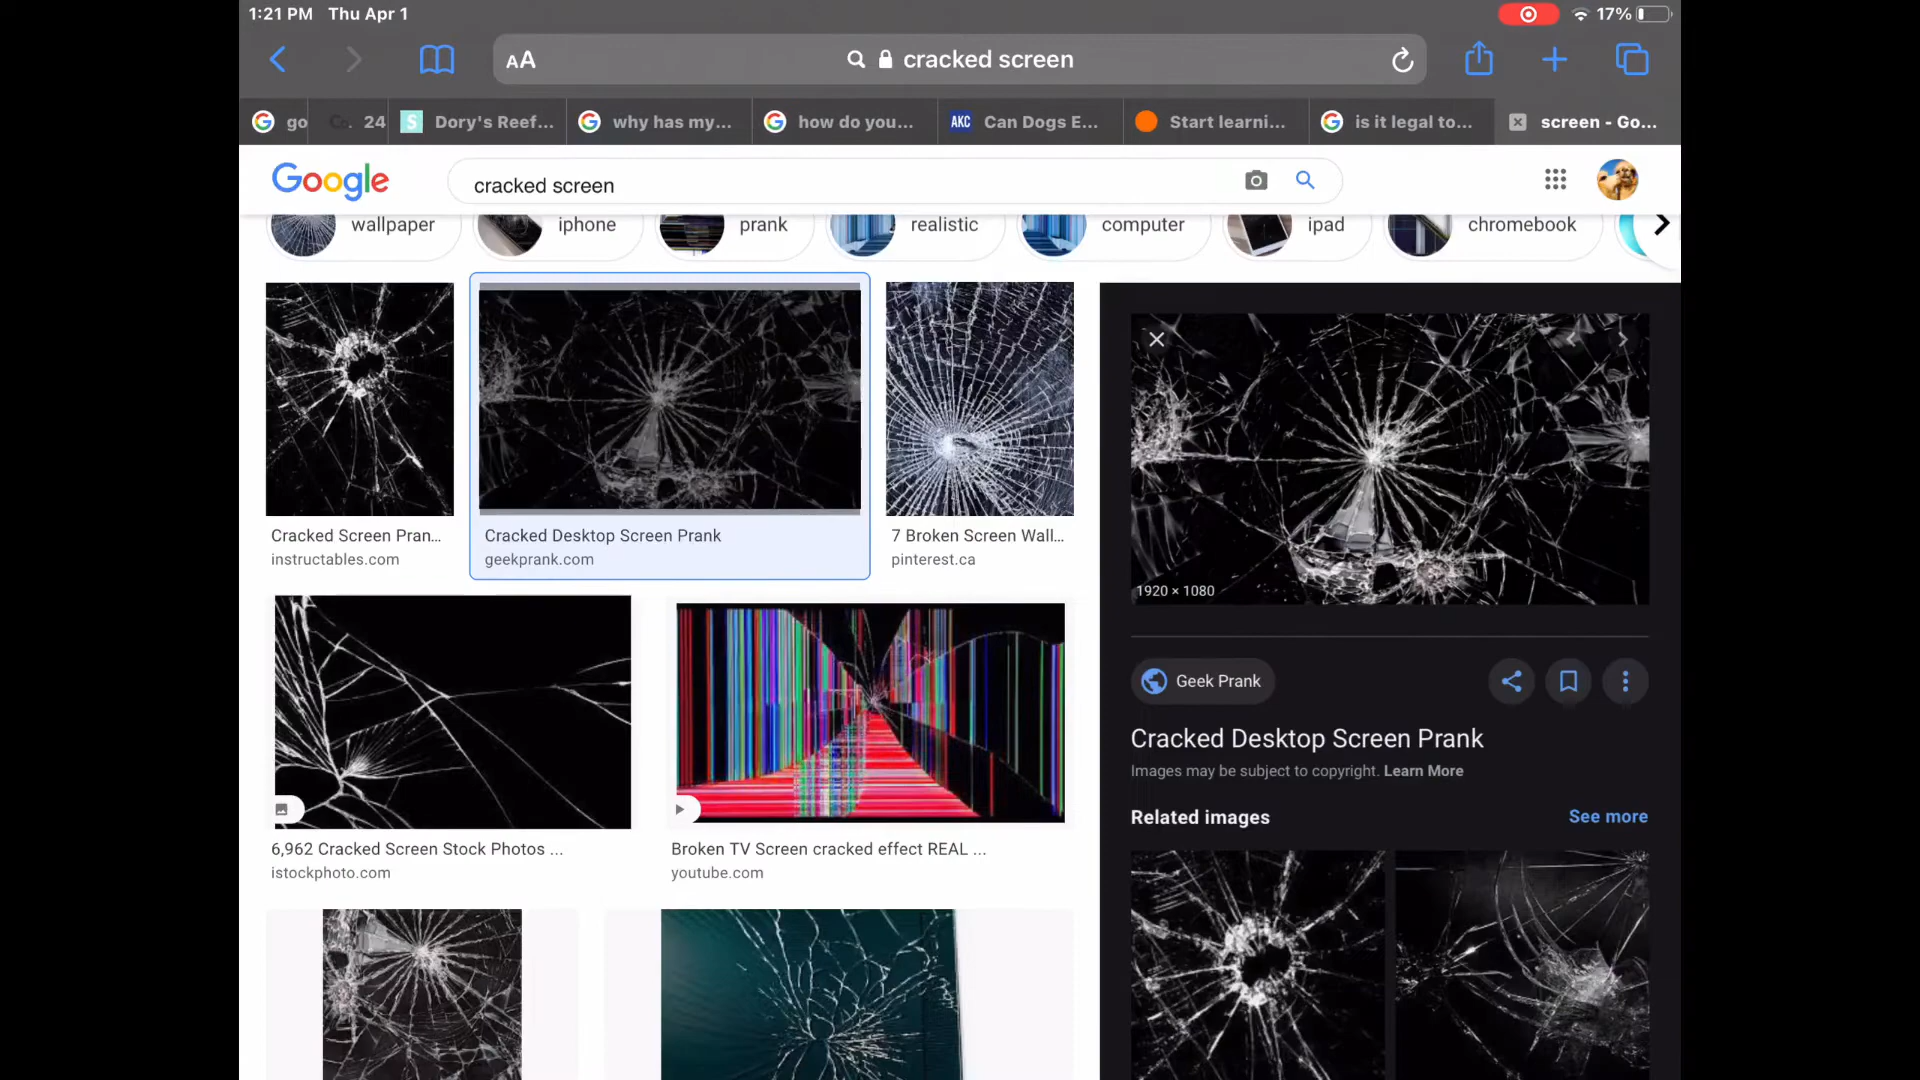 1:21 PM Thu Apr 1
17%
AA
cracked screen
go
24
Dory's Reef...
why has my...
how do you...
AKC
Can Dogs E...
Start learni...
is it legal to...
screen - Go...
Google
cracked screen
wallpaper
iphone
prank
realistic
computer
ipad
chromebook
Cracked Screen Pran...
instructables.com
Cracked Desktop Screen Prank
geekprank.com
7 Broken Screen Wall...
pinterest.ca
1920 × 1080
Geek Prank
Cracked Desktop Screen Prank
Images may be subject to copyright. Learn More
Related images
See more
6,962 Cracked Screen Stock Photos ...
istockphoto.com
Broken TV Screen cracked effect REAL ...
youtube.com